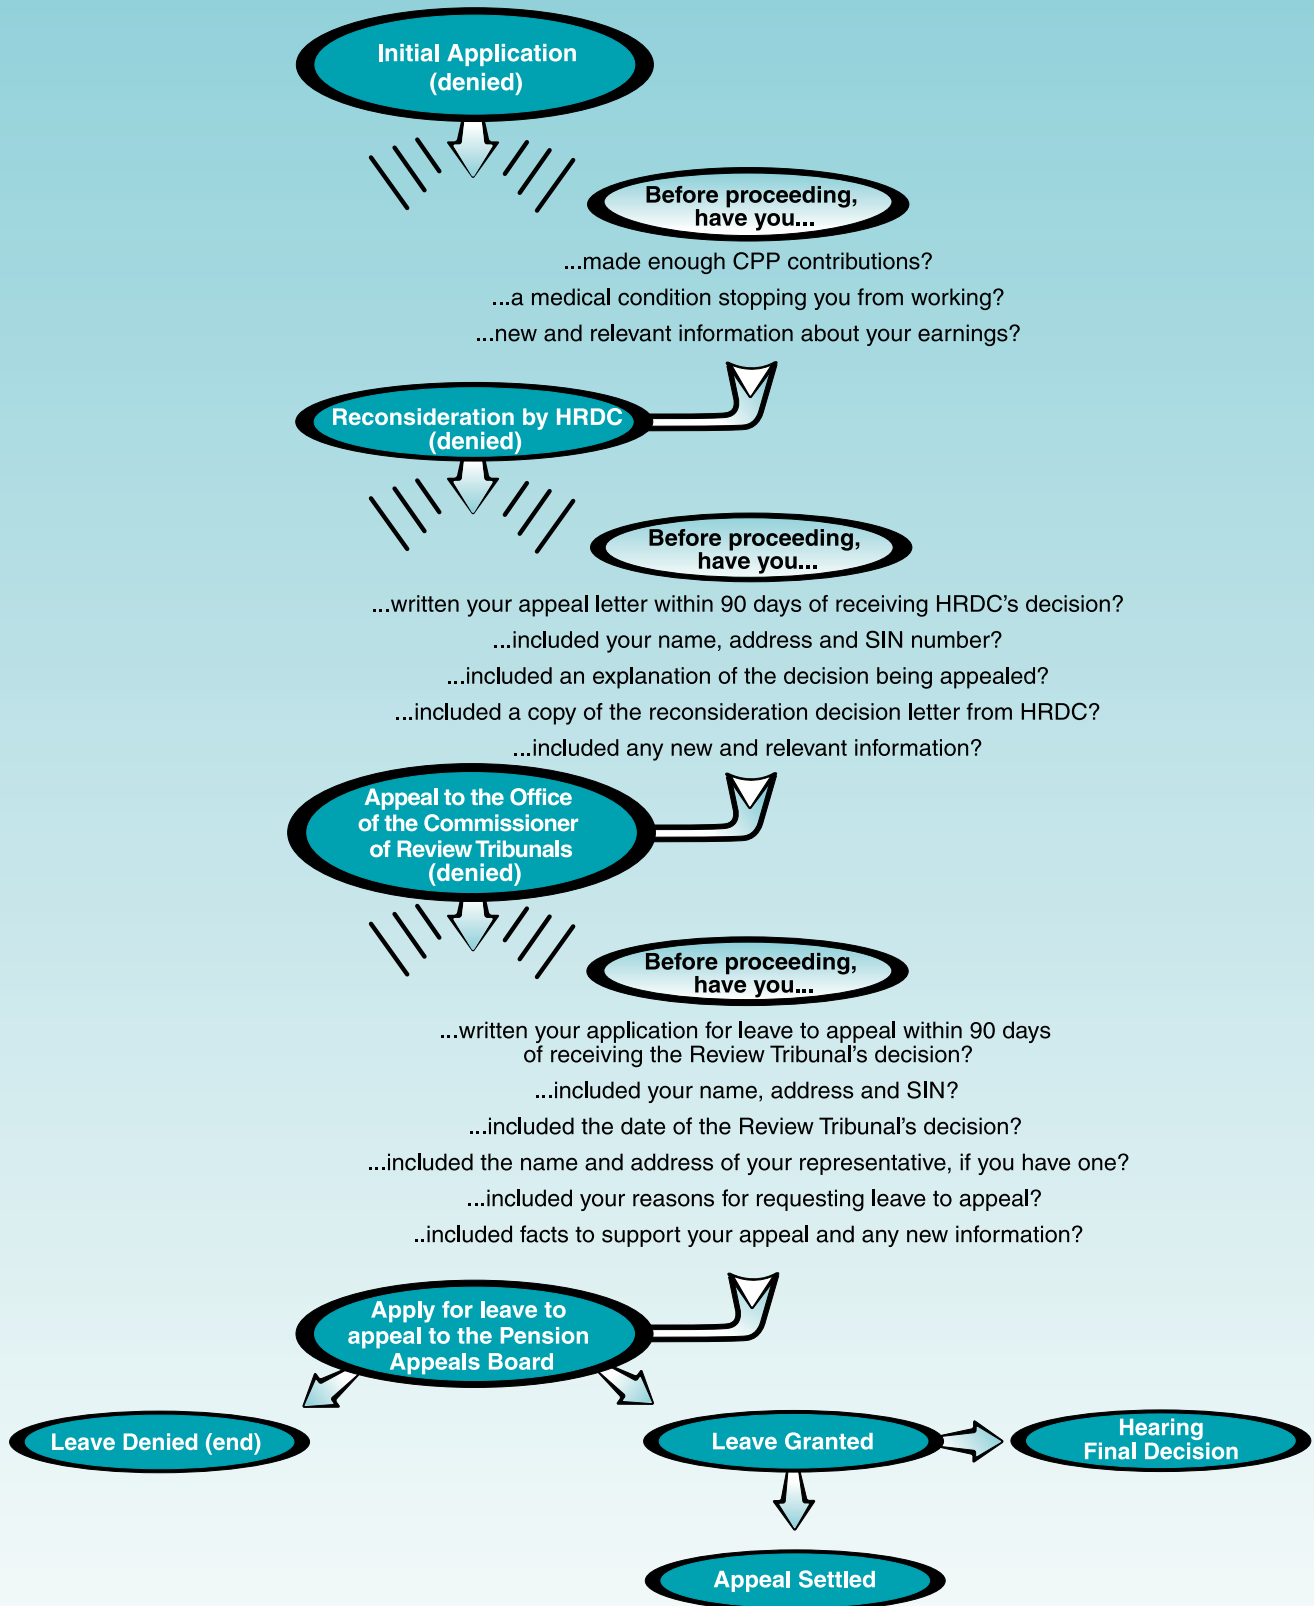 Initial Application
(denied)
Before proceeding,
have you...
...made enough CPP contributions?
...a medical condition stopping you from working?
...new and relevant information about your earnings?
Reconsideration by HRDC
(denied)
Before proceeding,
have you...
...written your appeal letter within 90 days of receiving HRDC's decision?
...included your name, address and SIN number?
...included an explanation of the decision being appealed?
...included a copy of the reconsideration decision letter from HRDC?
...included any new and relevant information?
Appeal to the Office
of the Commissioner
of Review Tribunals
(denied)
Before proceeding,
have you...
...written your application for leave to appeal within 90 days
of receiving the Review Tribunal's decision?
...included your name, address and SIN?
...included the date of the Review Tribunal's decision?
...included the name and address of your representative, if you have one?
...included your reasons for requesting leave to appeal?
..included facts to support your appeal and any new information?
Apply for leave to
appeal to the Pension
Appeals Board
Leave Denied (end)
Leave Granted
Hearing
Final Decision
Appeal Settled